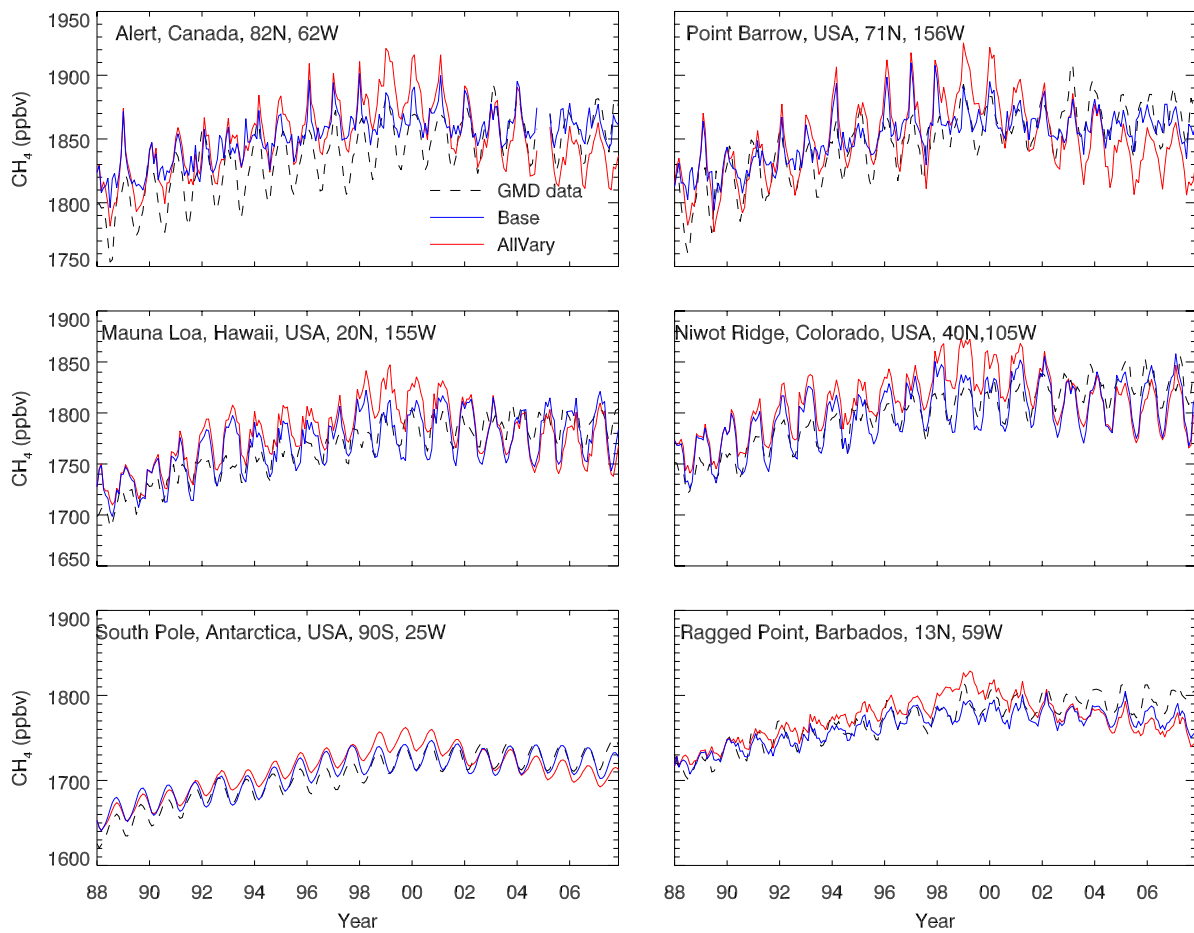 Alert, Canada, 82N, 62W
Point Barrow, USA, 71N, 156W
1950
1900
1850
1800
1750
CH4 (ppbv)
GMD data
Base
AllVary
Mauna Loa, Hawaii, USA, 20N, 155W
Niwot Ridge, Colorado, USA, 40N,105W
1900
1850
1800
1750
1700
1650
CH4 (ppbv)
South Pole, Antarctica, USA, 90S, 25W
Ragged Point, Barbados, 13N, 59W
1900
1800
1700
1600
CH4 (ppbv)
88 90 92 94 96 98 00 02 04 06
88 90 92 94 96 98 00 02 04 06
Year
Year